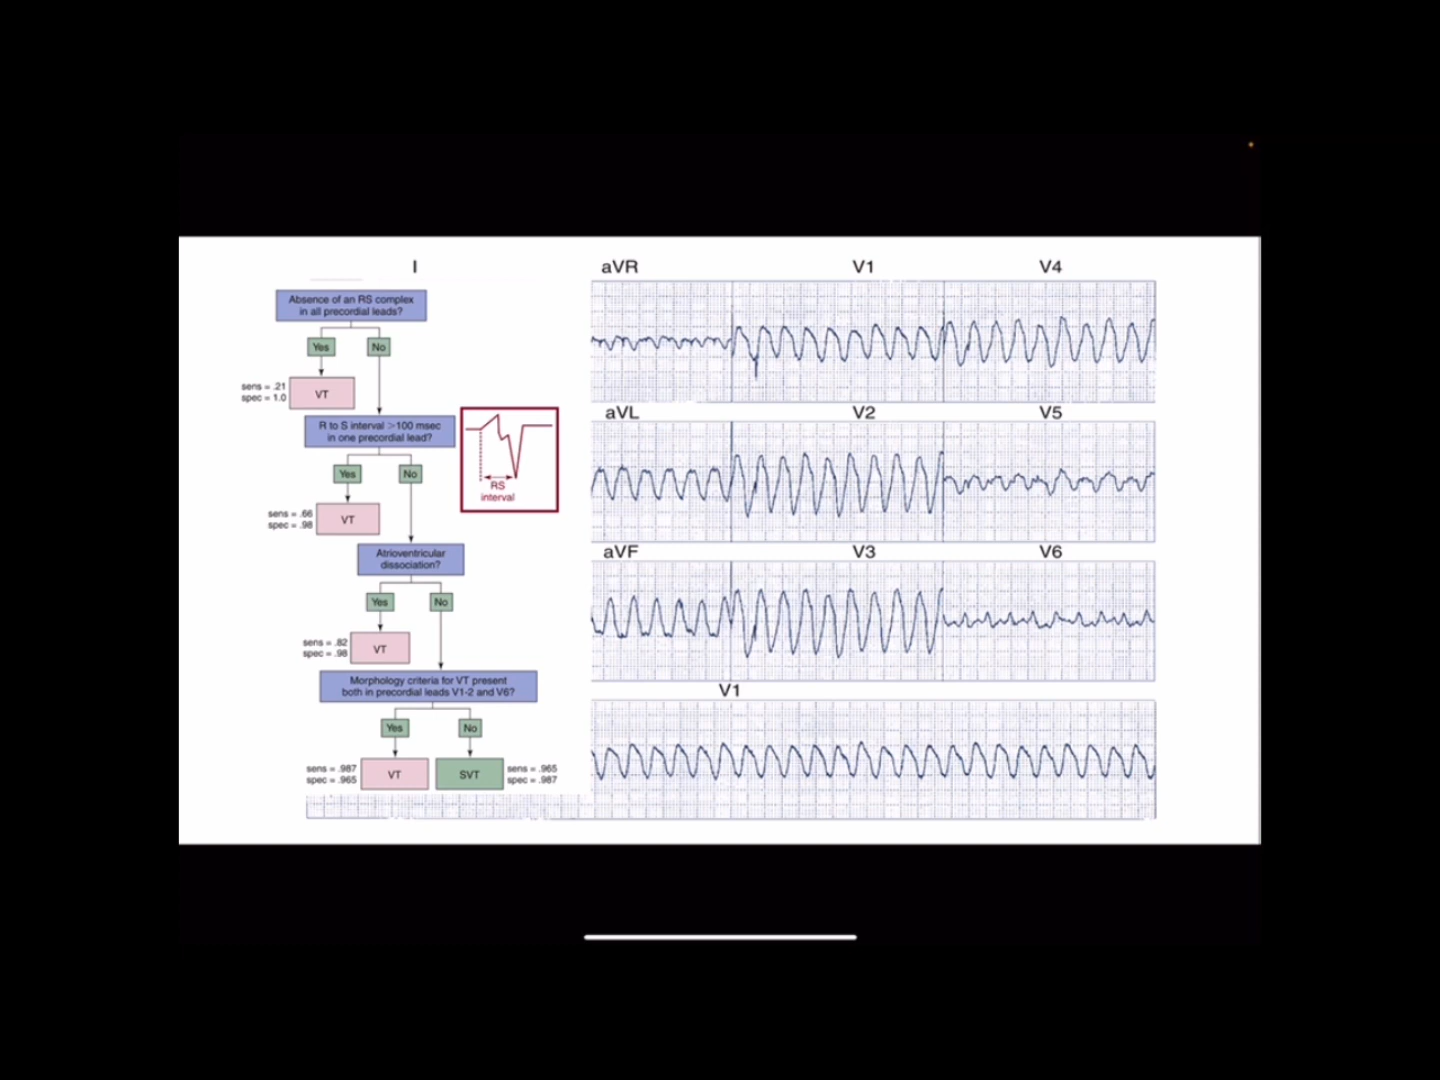 I
aVR
V1
V4
Absence of an RS complex
in all precordial leads?
Yes
No
sens = .21
spec = 1.0
VT
R to S interval >100 msec
in one precordial lead?
RS
interval
Yes
No
sens = .66
spec = .98
VT
Atrioventricular
dissociation?
Yes
No
sens = .82
spec = .98
VT
Morphology criteria for VT present
both in precordial leads V1-2 and V6?
Yes
No
sens = .987
spec = .965
VT
SVT
sens = .965
spec = .987
aVL
V2
V5
aVF
V3
V6
V1